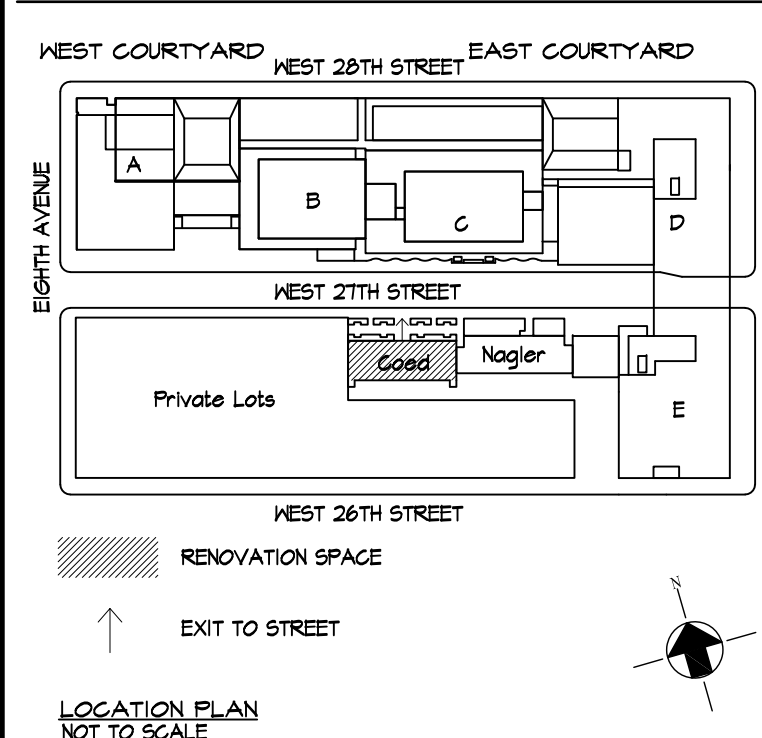 WEST COURTYARD
EAST COURTYARD
WEST 28TH STREET
EIGHTH AVENUE
A
B
C
D
WEST 27TH STREET
Coed
Nagler
Private Lots
E
WEST 26TH STREET
RENOVATION SPACE
EXIT TO STREET
N
LOCATION PLAN
NOT TO SCALE